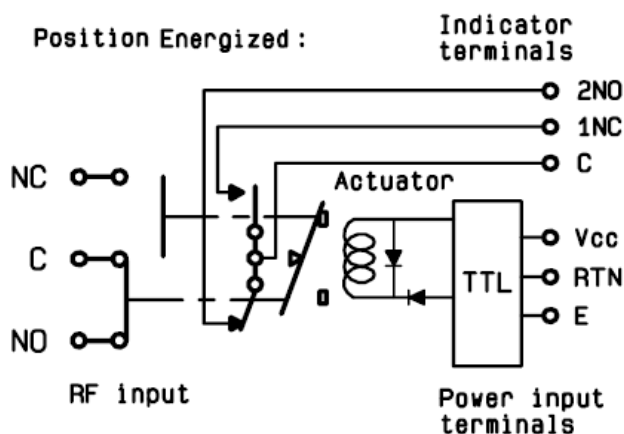 Position Energized :
Indicator
terminals
2NO
1NC
C
NC
Actuator
C
Vcc
TTL
RTN
E
NO
RF input
Power input
terminals